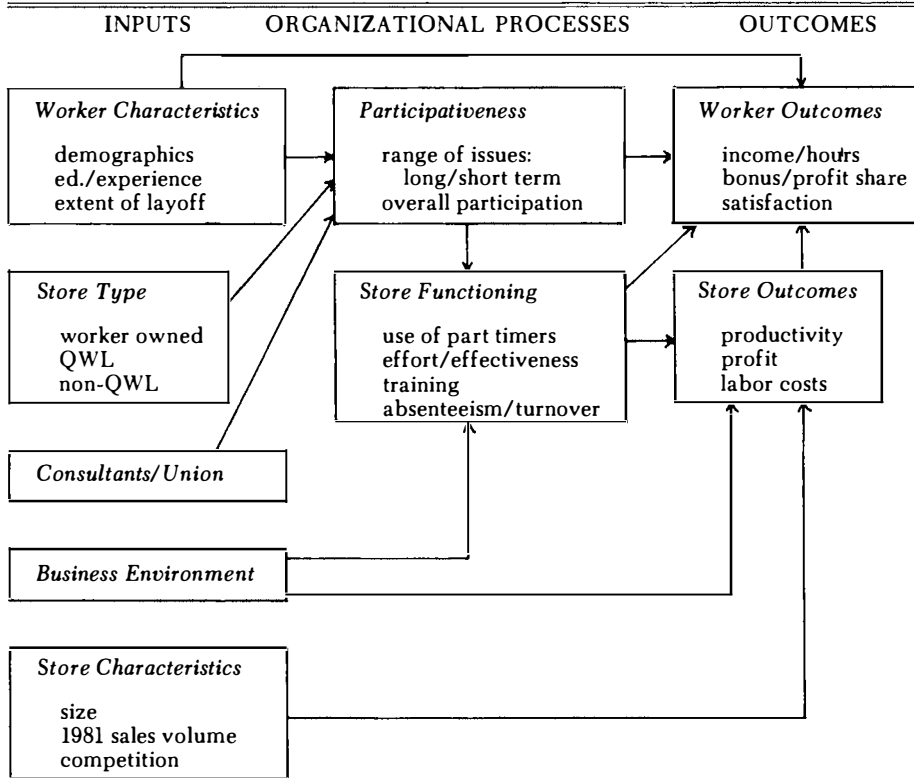 INPUTS ORGANIZATIONAL PROCESSES OUTCOMES
Worker Characteristics
demographics
ed./experience
extent of layoff
Participativeness
range of issues:
long/short term
overall participation
Worker Outcomes
income/hours
bonus/profit share
satisfaction
Store Type
worker owned
QWL
non-QWL
Store Functioning
use of part timers
effort/effectiveness
training
absenteeism/turnover
Store Outcomes
productivity
profit
labor costs
Consultants/Union
Business Environment
Store Characteristics
size
1981 sales volume
competition